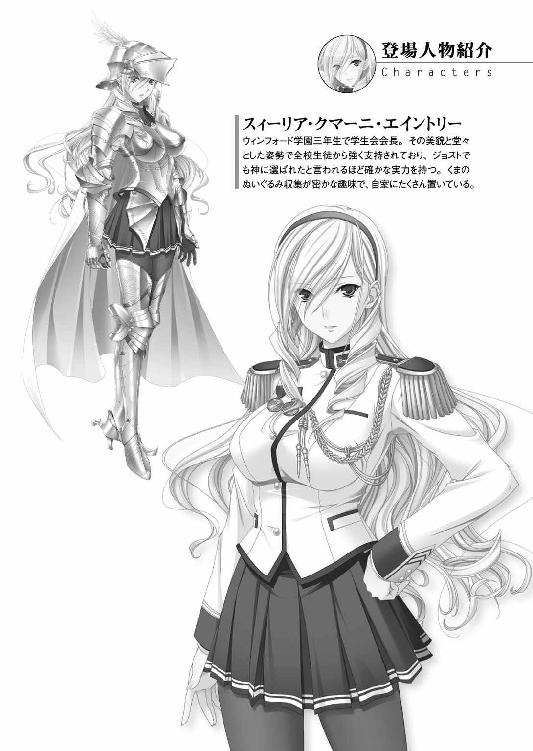 登場人物紹介
Characters
スィーリア・クマーニ・エイントリー
ウィンフォード学園三年生で学生会会長。その美貌と堂々
とした姿勢で全校生徒から強く支持されており、ジョストで
も神に選ばれたと言われるほど確かな実力を持つ。くまの
ぬいぐるみ収集が密かな趣味で、自室にたくさん置いている。